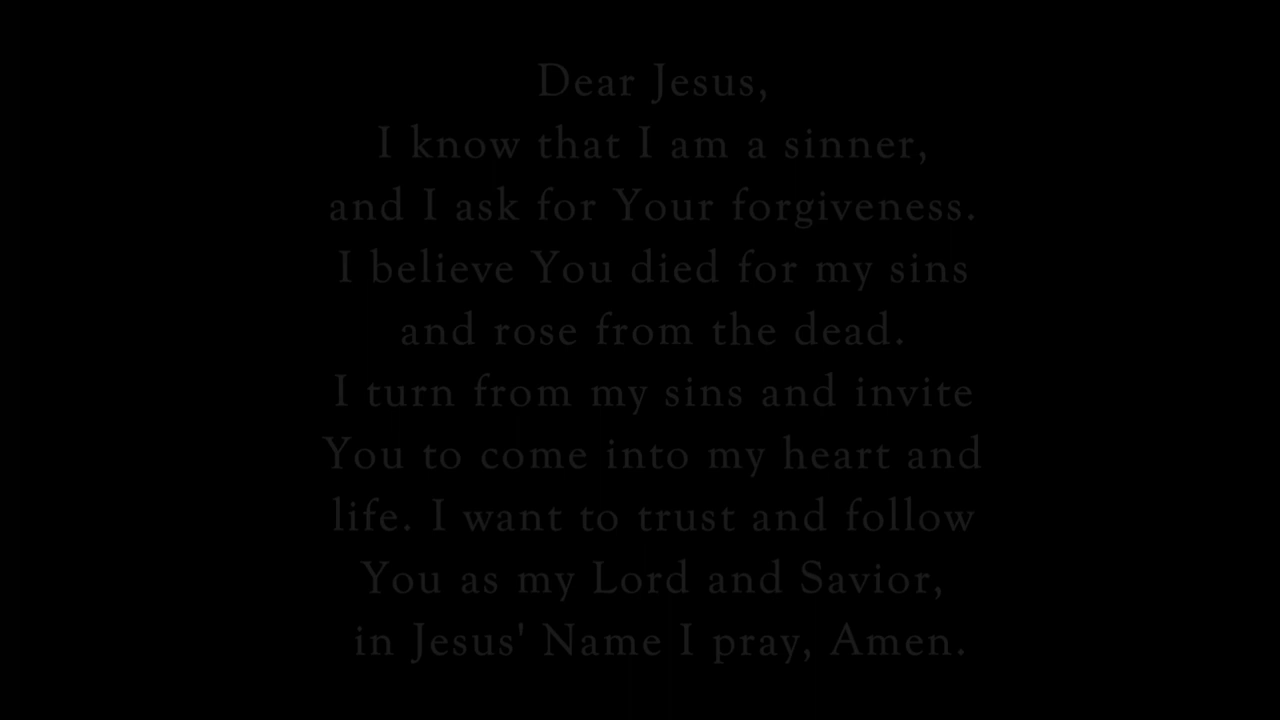 Dear Jesus,
I know that I am a sinner,
and I ask for Your forgiveness.
I believe You died for my sins
and rose from the dead.
I turn from my sins and invite
You to come into my heart and
life. I want to trust and follow
You as my Lord and Savior,
in Jesus' Name I pray, Amen.